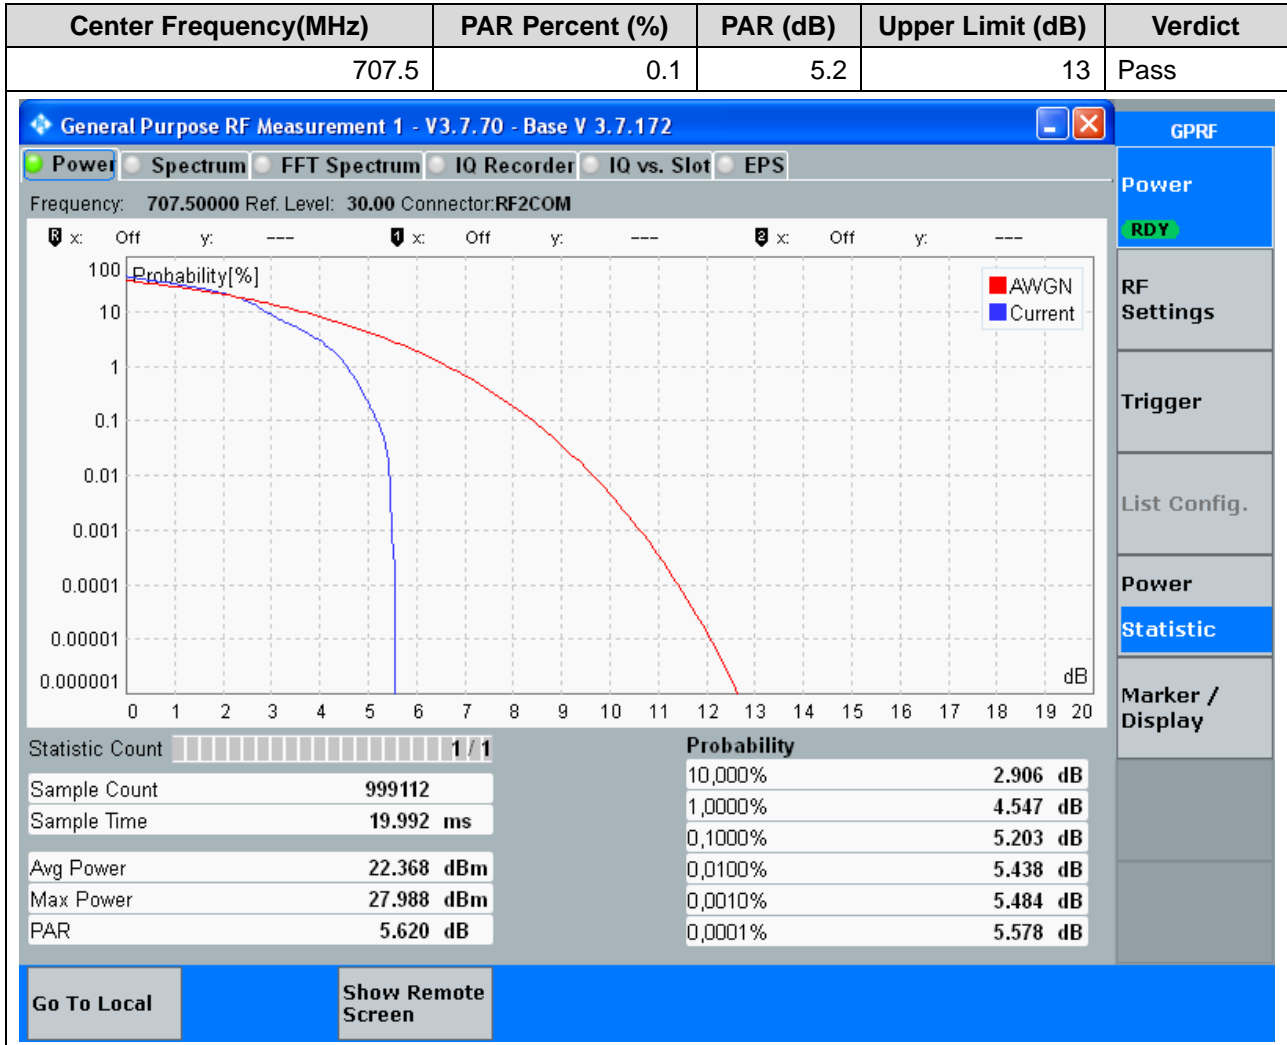 Center Frequency(MHz) PAR Percent (%) PAR (dB) Upper Limit (dB) Verdict
707.5 0.1 5.2 13 Pass
General Purpose RF Measurement 1 - V3.7.70 - Base V 3.7.172
GPRF
Power Spectrum FFT Spectrum IQ Recorder IQ vs. Slot EPS
Power
RDY
Frequency: 707.50000 Ref. Level: 30.00 Connector:RF2COM
R x: Off y: --- 1 x: Off y: --- 2 x: Off y: ---
Probability[%]
AWGN
Current
100
10
1
0.1
0.01
0.001
0.0001
0.00001
0.000001
dB
0 1 2 3 4 5 6 7 8 9 10 11 12 13 14 15 16 17 18 19 20
RF
Settings
Trigger
List Config.
Power
Statistic
Marker /
Display
Statistic Count 1 / 1
Sample Count 999112
Sample Time 19.992 ms
Avg Power 22.368 dBm
Max Power 27.988 dBm
PAR 5.620 dB
Probability
10,000% 2.906 dB
1,0000% 4.547 dB
0,1000% 5.203 dB
0,0100% 5.438 dB
0,0010% 5.484 dB
0,0001% 5.578 dB
Go To Local
Show Remote
Screen